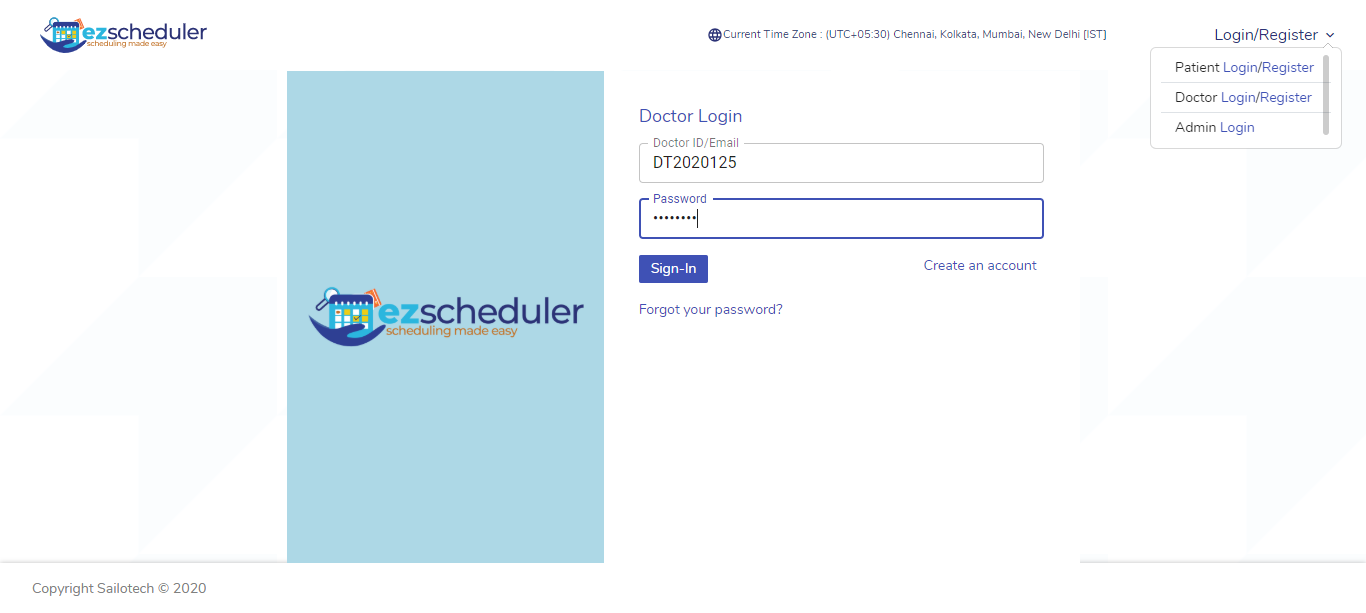 ezscheduler
scheduling made easy
Current Time Zone : (UTC+05:30) Chennai, Kolkata, Mumbai, New Delhi [IST]
Login/Register
Patient Login/Register
Doctor Login/Register
Admin Login
Doctor Login
Doctor ID/Email
DT2020125
Password
••••••••
Sign-In
Create an account
Forgot your password?
ezscheduler
scheduling made easy
Copyright Sailotech © 2020